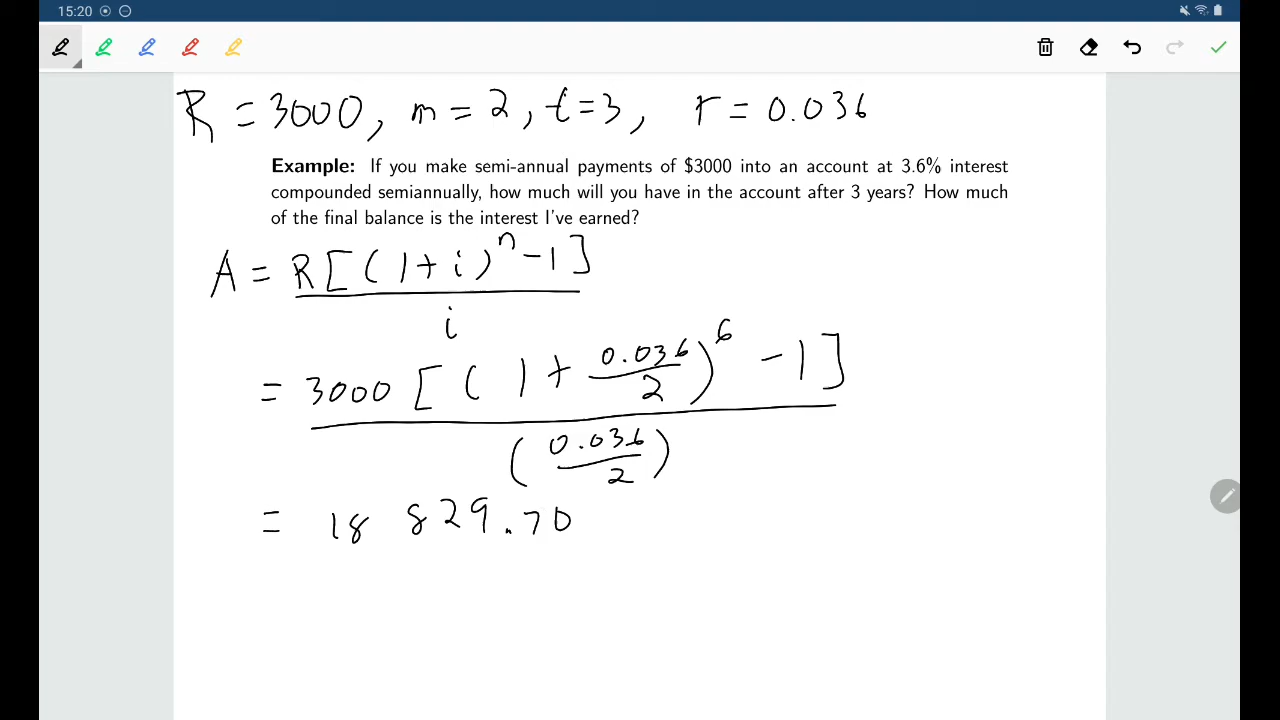 15:20
R = 3000, m = 2, t = 3, r = 0.036
Example: If you make semi-annual payments of $3000 into an account at 3.6% interest
compounded semiannually, how much will you have in the account after 3 years? How much
of the final balance is the interest I've earned?
A = R[(1+i)^n - 1]
i
= 3000 [(1 + 0.036/2)^6 - 1]
(0.036/2)
= 18 829.70